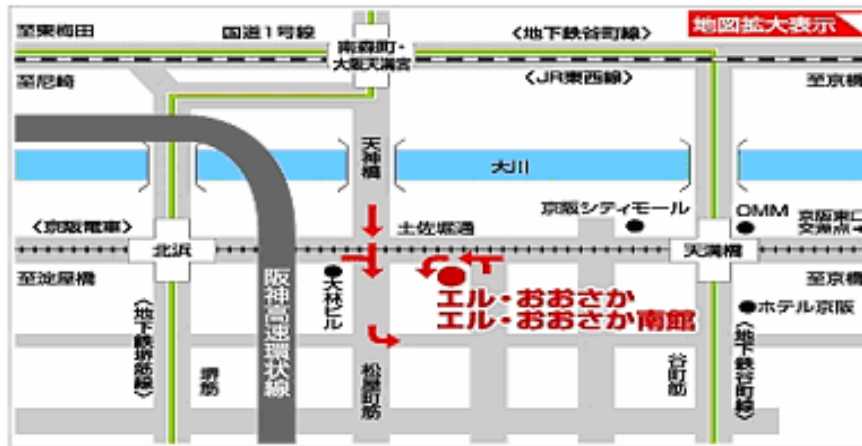 至東梅田
国道1号線
南森町・
大阪天満宮
〈地下鉄谷町線〉
地図拡大表示
至尼崎
〈JR東西線〉
至京橋
天神橋
大川
〈京阪電車〉
北浜
土佐堀通
京阪シティモール
OMM
京阪東口
交差点
天満橋
至淀屋橋
阪神高速環状線
大林ビル
エル・おおさか
エル・おおさか南館
至京橋
ホテル京阪
〈地下鉄堺筋線〉
堺筋
松屋町筋
谷町筋
〈地下鉄谷町線〉